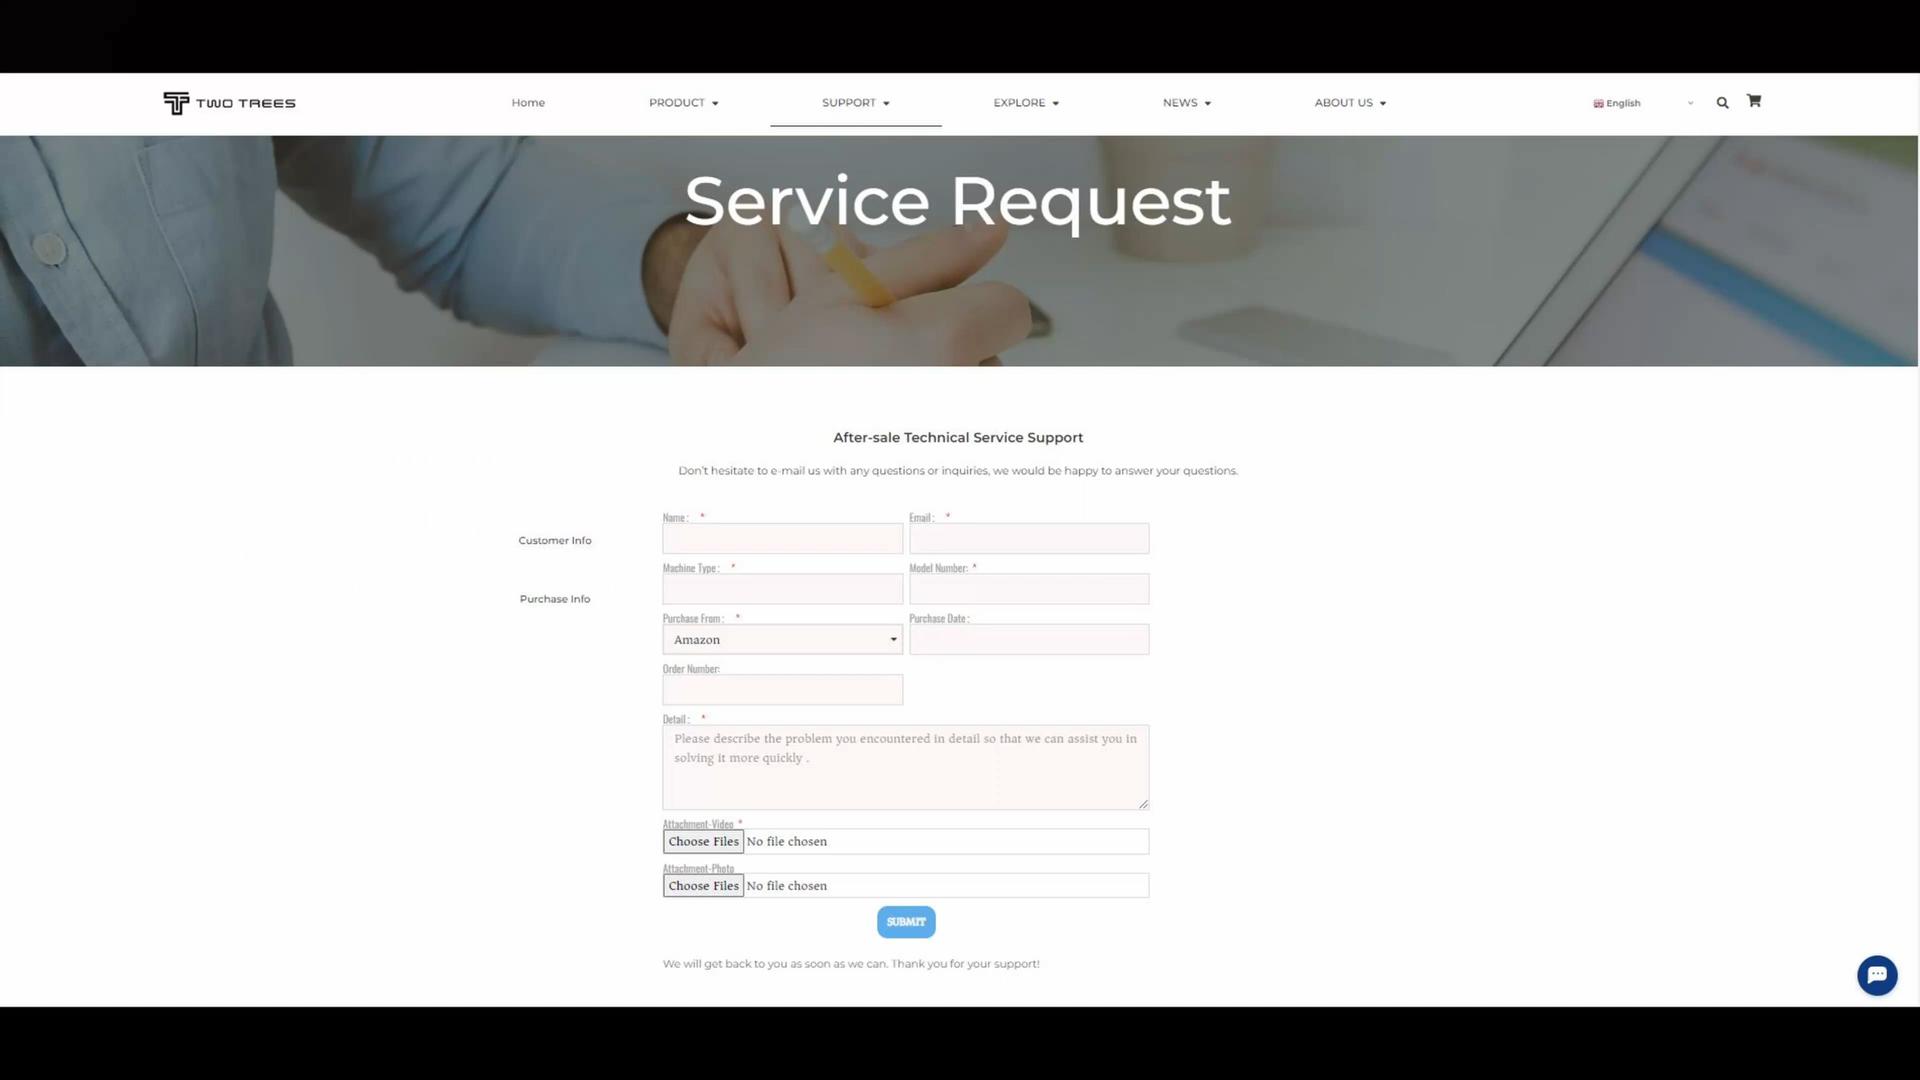 TWO TREES
Home
PRODUCT
SUPPORT
EXPLORE
NEWS
ABOUT US
English
Service Request
After-sale Technical Service Support
Don't hesitate to e-mail us with any questions or inquiries, we would be happy to answer your questions.
Customer Info
Purchase Info
Name : *
Email : *
Machine Type : *
Model Number: *
Purchase From : *
Purchase Date :
Amazon
Order Number:
Detail : *
Please describe the problem you encountered in detail so that we can assist you in
solving it more quickly .
Attachment-Video *
Choose Files No file chosen
Attachment-Photo
Choose Files No file chosen
SUBMIT
We will get back to you as soon as we can. Thank you for your support!